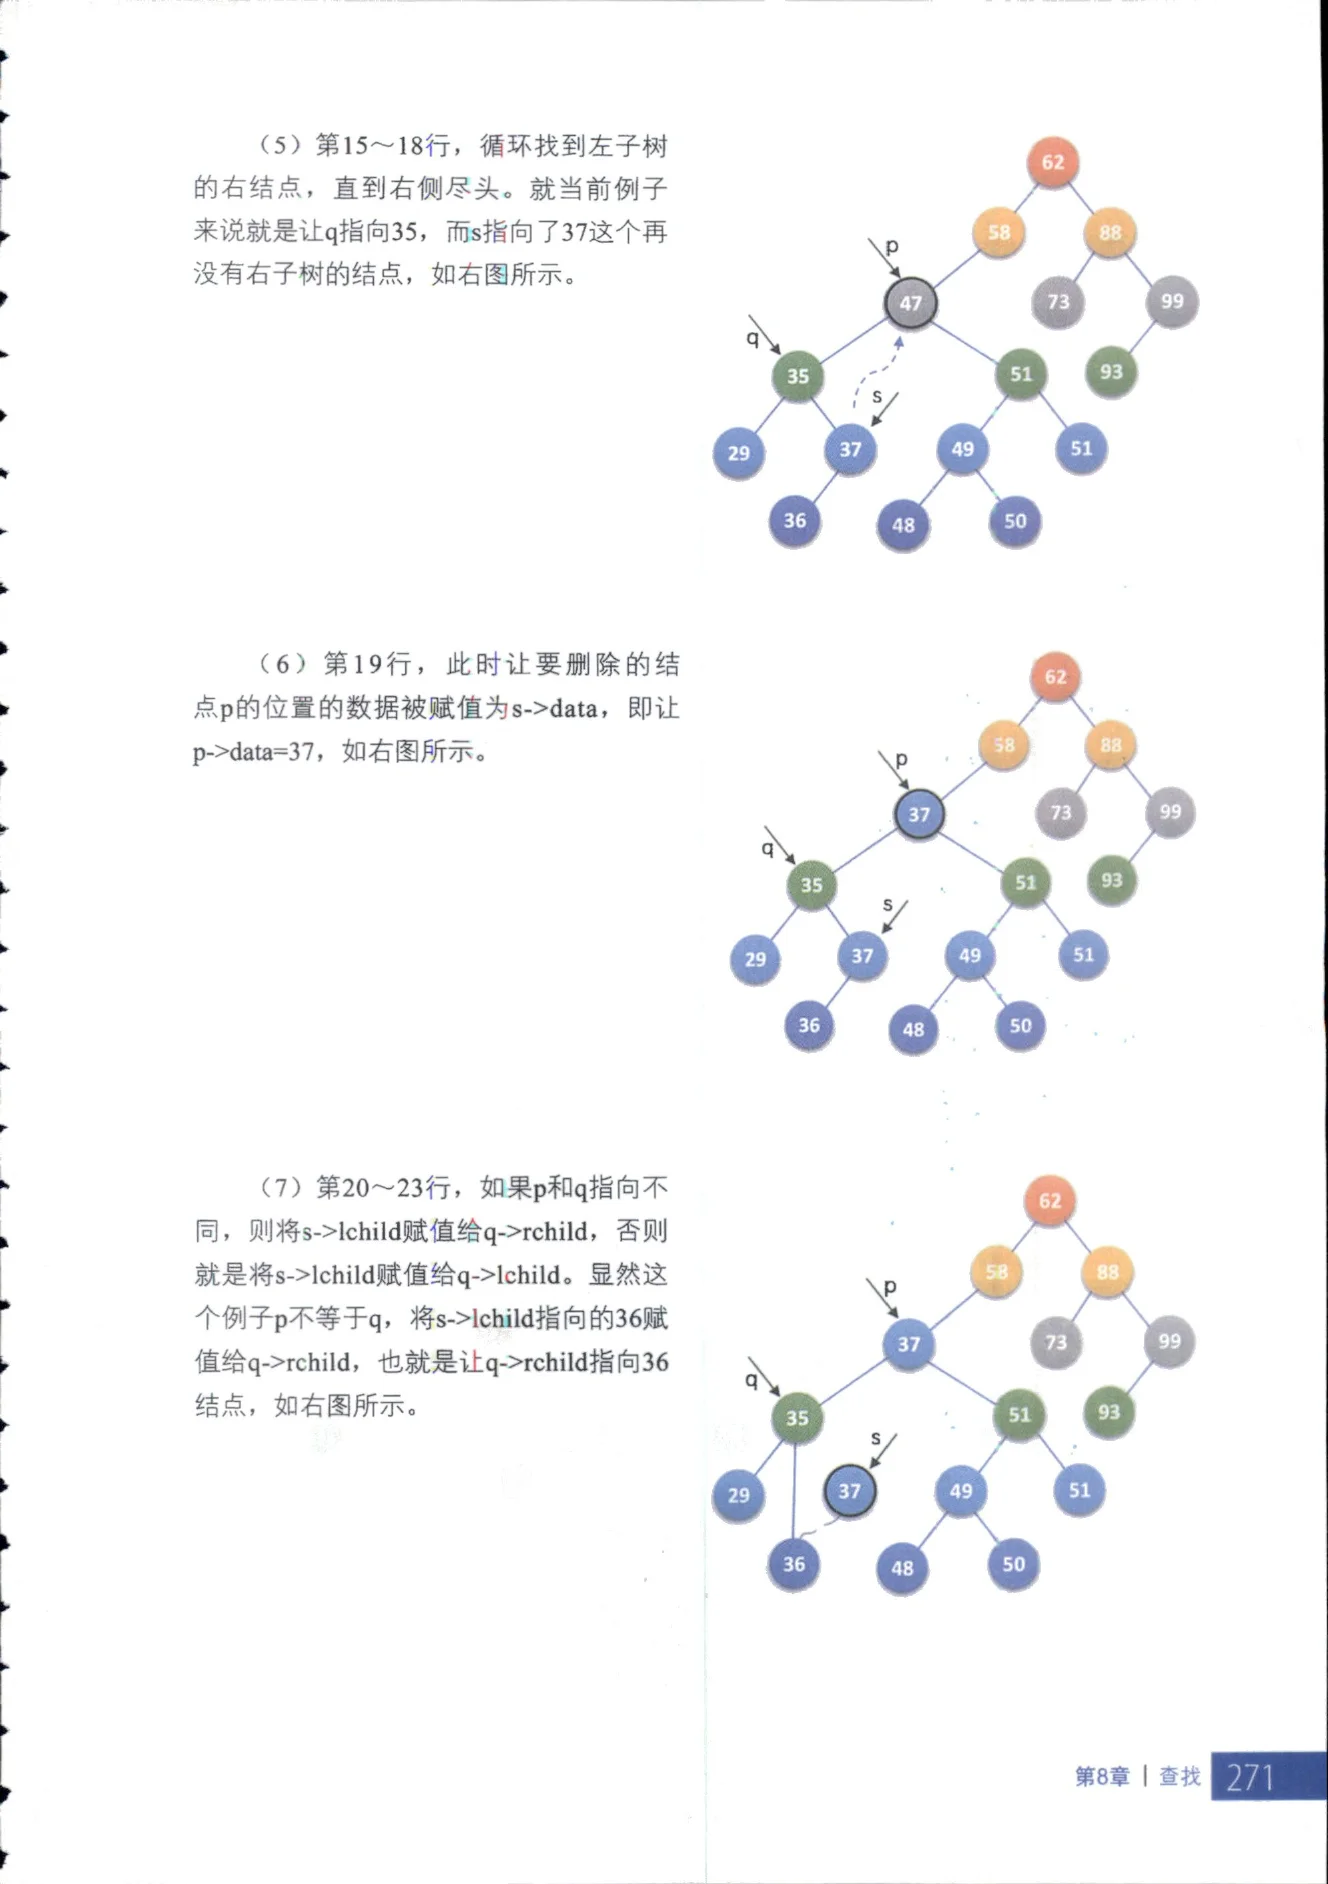 （5）第15～18行，循环找到左子树
的右结点，直到右侧尽头。就当前例子
来说就是让q指向35，而s指向了37这个再
没有右子树的结点，如右图所示。
62
58
88
p
47
73
99
q
35
51
93
s
29
37
49
51
36
48
50
（6）第19行，此时让要删除的结
点p的位置的数据被赋值为s->data，即让
p->data=37，如右图所示。
62
58
88
p
37
73
99
q
35
51
93
s
29
37
49
51
36
48
50
（7）第20～23行，如果p和q指向不
同，则将s->lchild赋值给q->rchild，否则
就是将s->lchild赋值给q->lchild。显然这
个例子p不等于q，将s->lchild指向的36赋
值给q->rchild，也就是让q->rchild指向36
结点，如右图所示。
62
58
88
p
37
73
99
q
35
51
93
s
29
37
49
51
36
48
50
第8章 | 查找 271